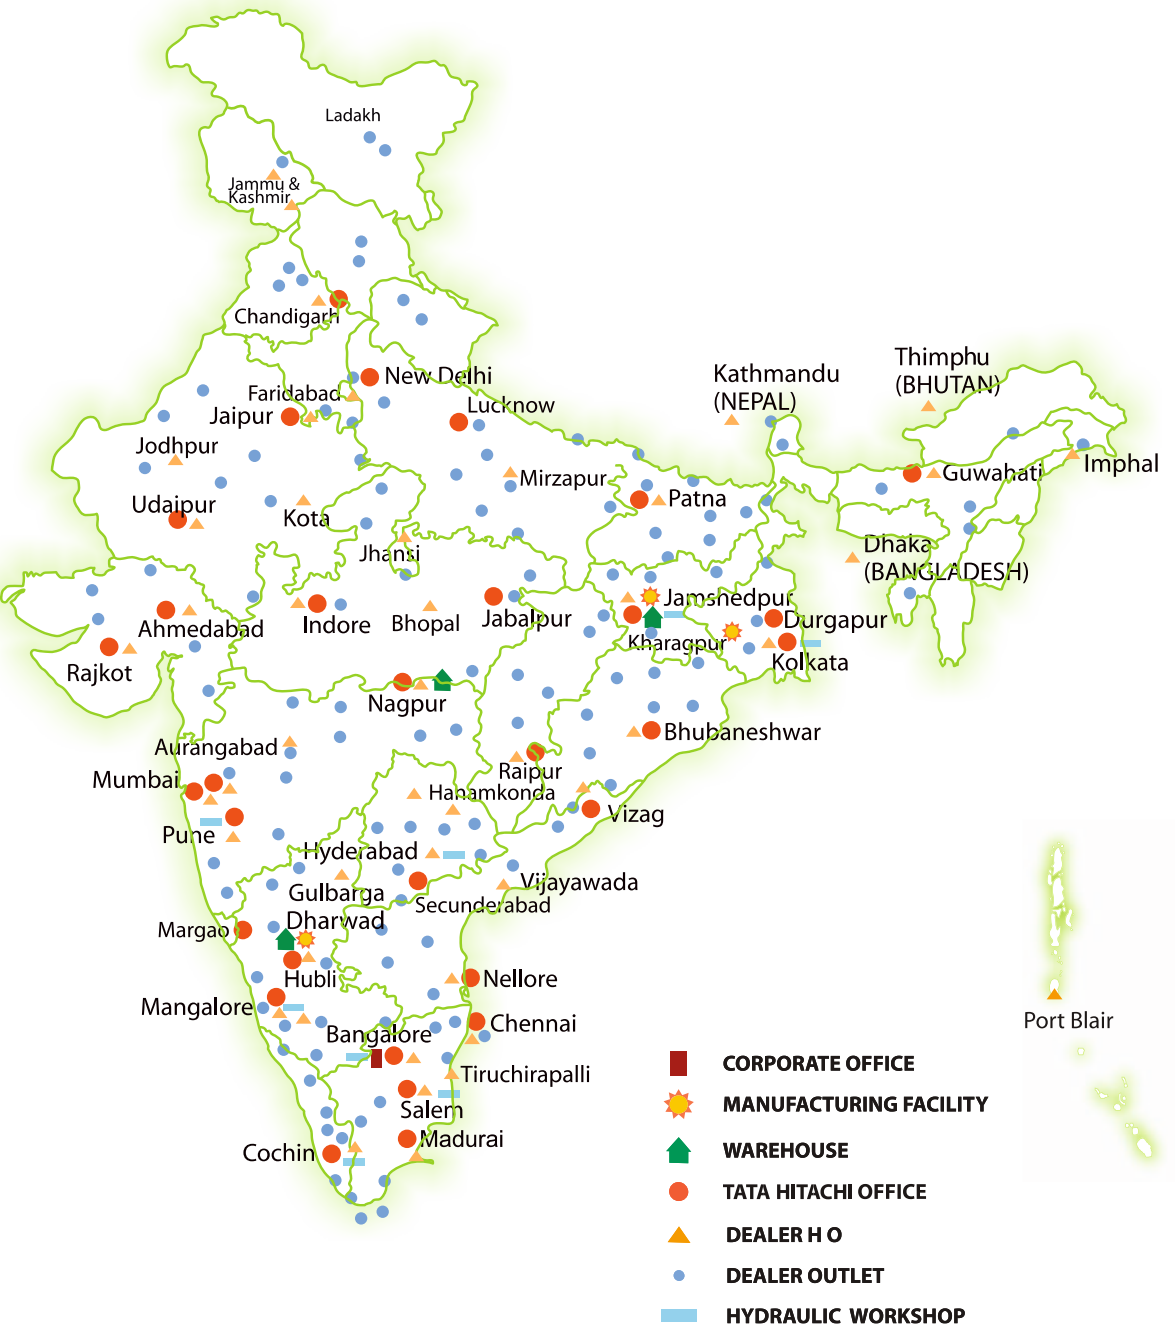 Ladakh
Jammu &
Kashmir
Chandigarh
New Delhi
Faridabad
Jaipur
Lucknow
Kathmandu
(NEPAL)
Thimphu
(BHUTAN)
Jodhpur
Mirzapur
Guwahati
Imphal
Udaipur
Kota
Patna
Jhansi
Dhaka
(BANGLADESH)
Ahmedabad
Indore
Bhopal
Jabalpur
Jamshedpur
Durgapur
Kharagpur
Kolkata
Rajkot
Nagpur
Bhubaneshwar
Aurangabad
Mumbai
Raipur
Hanamkonda
Vizag
Pune
Hyderabad
Gulbarga
Vijayawada
Secunderabad
Dharwad
Margao
Hubli
Nellore
Mangalore
Bangalore
Chennai
Port Blair
Tiruchirapalli
Salem
Madurai
Cochin
CORPORATE OFFICE
MANUFACTURING FACILITY
WAREHOUSE
TATA HITACHI OFFICE
DEALER H O
DEALER OUTLET
HYDRAULIC WORKSHOP